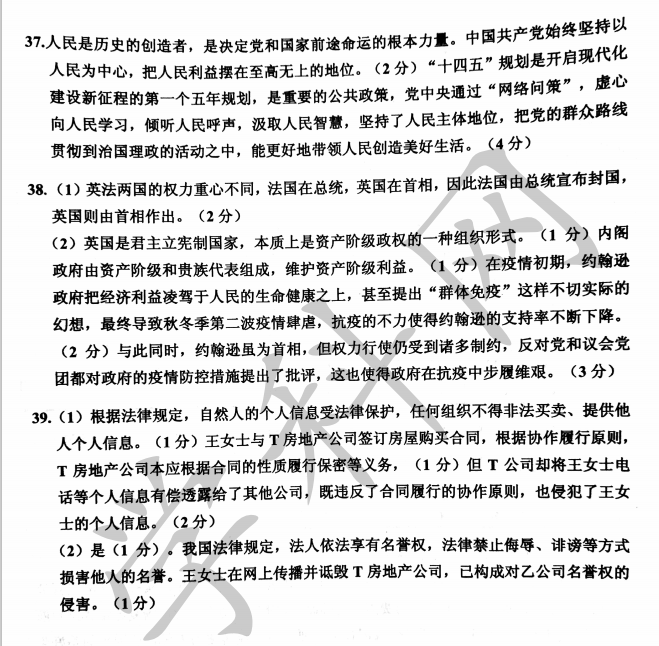 37.人民是历史的创造者，是决定党和国家前途命运的根本力量。中国共产党始终坚持以
人民为中心，把人民利益摆在至高无上的地位。（2 分）“十四五”规划是开启现代化
建设新征程的第一个五年规划，是重要的公共政策，党中央通过“网络问策”，虚心
向人民学习，倾听人民呼声，汲取人民智慧，坚持了人民主体地位，把党的群众路线
贯彻到治国理政的活动之中，能更好地带领人民创造美好生活。（4 分）
38.（1）英法两国的权力重心不同，法国在总统，英国在首相，因此法国由总统宣布封国，
英国则由首相作出。（2 分）
（2）英国是君主立宪制国家，本质上是资产阶级政权的一种组织形式。（1 分）内阁
政府由资产阶级和贵族代表组成，维护资产阶级利益。（1 分）在疫情初期，约翰逊
政府把经济利益凌驾于人民的生命健康之上，甚至提出“群体免疫”这样不切实际的
幻想，最终导致秋冬季第二波疫情肆虐，抗疫的不力使得约翰逊的支持率不断下降。
（2 分）与此同时，约翰逊虽为首相，但权力行使仍受到诸多制约，反对党和议会党
团都对政府的疫情防控措施提出了批评，这也使得政府在抗疫中步履维艰。（3 分）
39.（1）根据法律规定，自然人的个人信息受法律保护，任何组织不得非法买卖、提供他
人个人信息。（1 分）王女士与 T 房地产公司签订房屋购买合同，根据协作履行原则，
T 房地产公司本应根据合同的性质履行保密等义务，（1 分）但 T 公司却将王女士电
话等个人信息有偿透露给了其他公司，既违反了合同履行的协作原则，也侵犯了王女
士的个人信息。（2 分）
（2）是（1 分）。我国法律规定，法人依法享有名誉权，法律禁止侮辱、诽谤等方式
损害他人的名誉。王女士在网上传播并诋毁 T 房地产公司，已构成对乙公司名誉权的
侵害。（1分）
学科网